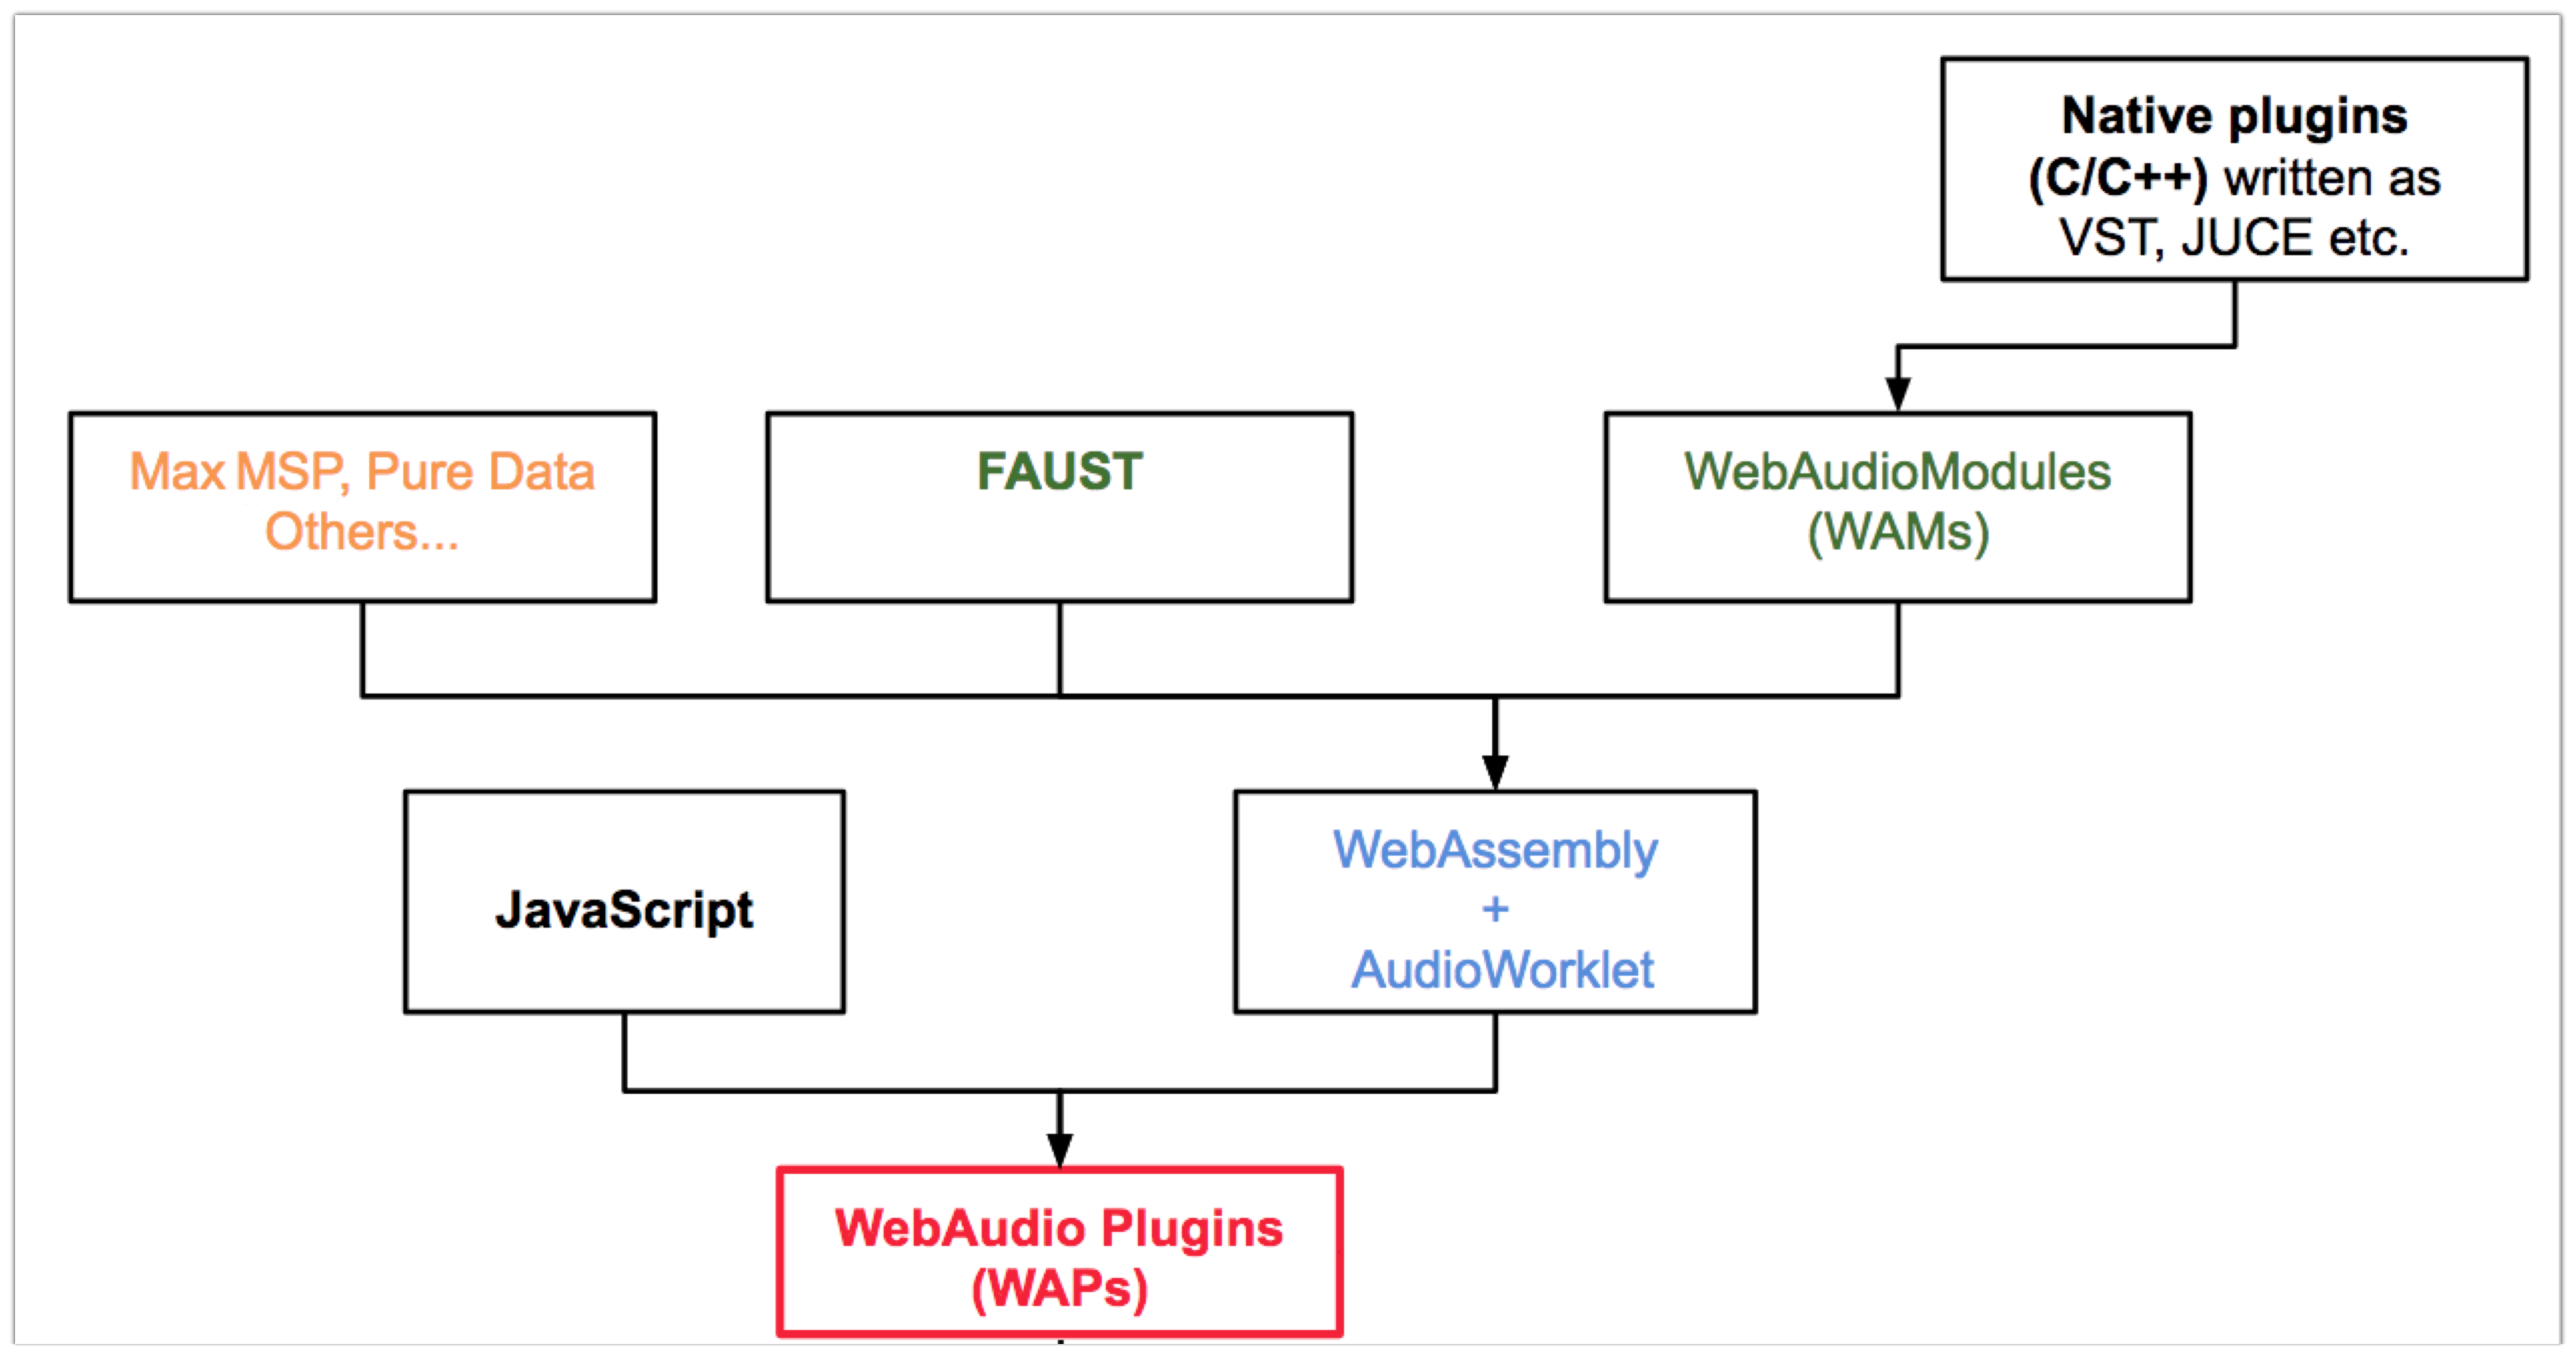 Native plugins
(C/C++) written as
VST, JUCE etc.
Max MSP, Pure Data
Others...
FAUST
WebAudioModules
(WAMs)
JavaScript
WebAssembly
+
AudioWorklet
WebAudio Plugins
(WAPs)